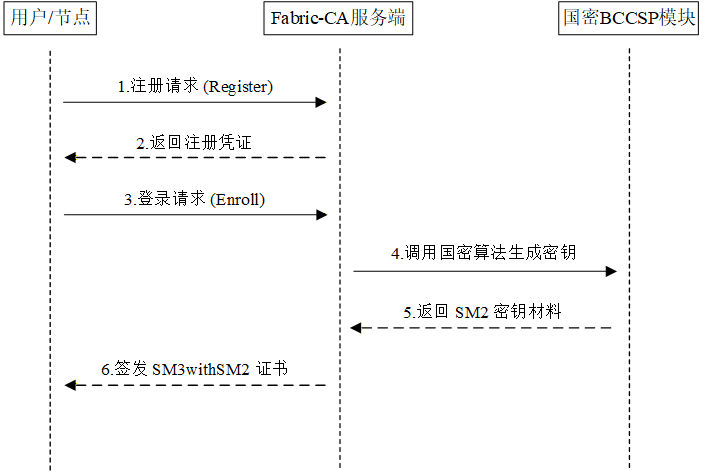 用户/节点
Fabric-CA服务端
国密BCCSP模块
1.注册请求 (Register)
2.返回注册凭证
3.登录请求 (Enroll)
4.调用国密算法生成密钥
5.返回 SM2 密钥材料
6.签发 SM3withSM2 证书